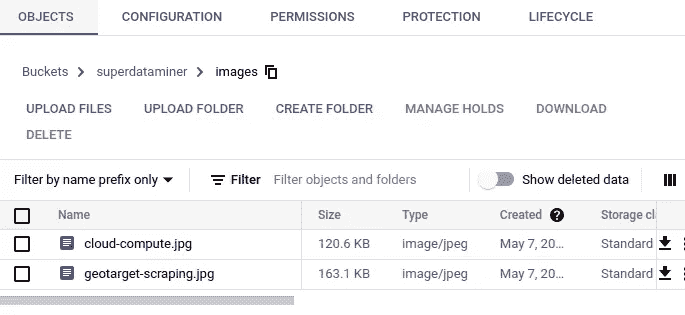 OBJECTS CONFIGURATION PERMISSIONS PROTECTION LIFECYCLE
Buckets > superdataminer > images
UPLOAD FILES UPLOAD FOLDER CREATE FOLDER MANAGE HOLDS DOWNLOAD
DELETE
Filter by name prefix only Filter Filter objects and folders Show deleted data
Name Size Type Created Storage cl
cloud-compute.jpg 120.6 KB image/jpeg May 7, 20... Standard
geotarget-scraping.jpg 163.1 KB image/jpeg May 7, 20... Standard